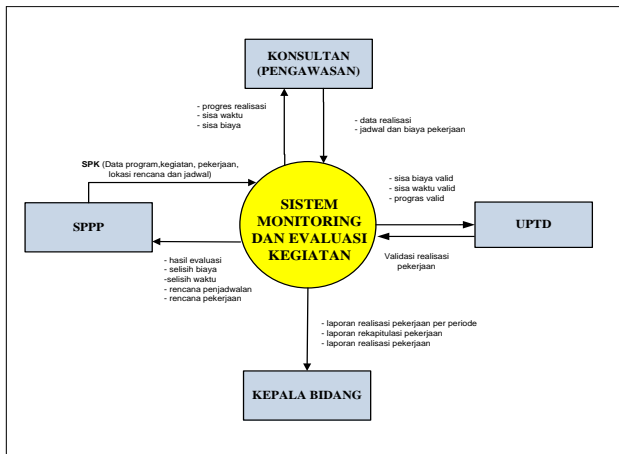 KONSULTAN
(PENGAWASAN)
- progres realisasi
- sisa waktu
- sisa biaya
- data realisasi
- jadwal dan biaya pekerjaan
SPK (Data program,kegiatan, pekerjaan,
lokasi rencana dan jadwal)
SPPP
SISTEM
MONITORING
DAN EVALUASI
KEGIATAN
- sisa biaya valid
- sisa waktu valid
- progras valid
UPTD
Validasi realisasi
pekerjaan
- hasil evaluasi
- selisih biaya
-selisih waktu
- rencana penjadwalan
- rencana pekerjaan
- laporan realisasi pekerjaan per periode
- laporan rekapitulasi pekerjaan
- laporan realisasi pekerjaan
KEPALA BIDANG